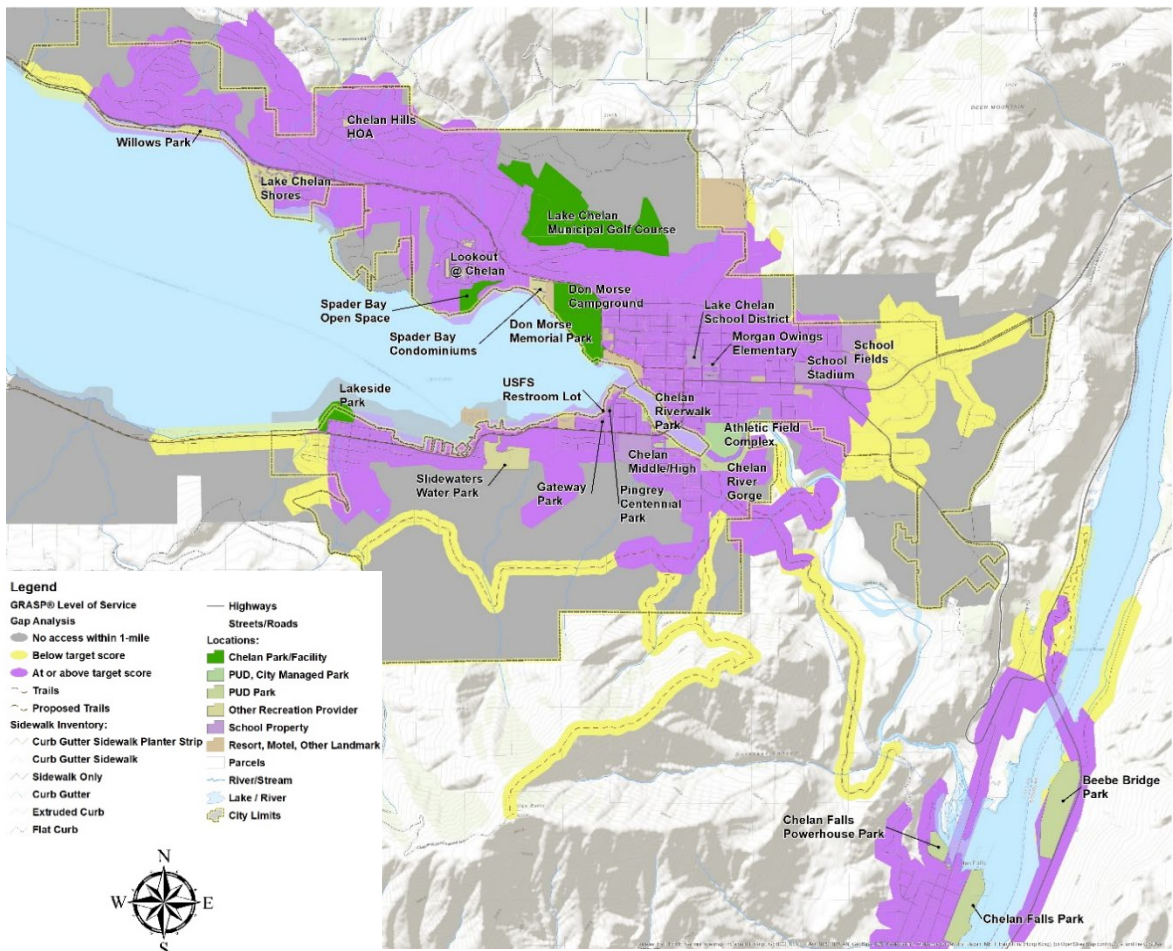 DEER MOUNTAIN
Chelan Hills
HOA
Willows Park
Lake Chelan
Shores
Lake Chelan
Municipal Golf Course
Lookout
@ Chelan
Spader Bay
Open Space
Don Morse
Campground
Spader Bay
Condominiums
Don Morse
Memorial Park
Lake Chelan
School District
Morgan Owings
Elementary
School
Stadium
School
Fields
Lakeside
Park
USFS
Restroom Lot
Chelan
Riverwalk
Park
Athletic Field
Complex
Slidewaters
Water Park
Gateway
Park
Chelan
Middle/High
Pingrey
Centennial
Park
Chelan
River
Gorge
Beebe Bridge
Park
Chelan Falls
Powerhouse Park
Chelan Falls Park
Legend
GRASP® Level of Service
Gap Analysis
No access within 1-mile
Below target score
At or above target score
Trails
Proposed Trails
Sidewalk Inventory:
Curb Gutter Sidewalk Planter Strip
Curb Gutter Sidewalk
Sidewalk Only
Curb Gutter
Extruded Curb
Flat Curb
Highways
Streets/Roads
Locations:
Chelan Park/Facility
PUD, City Managed Park
PUD Park
Other Recreation Provider
School Property
Resort, Motel, Other Landmark
Parcels
River/Stream
Lake / River
City Limits
N
W E
S